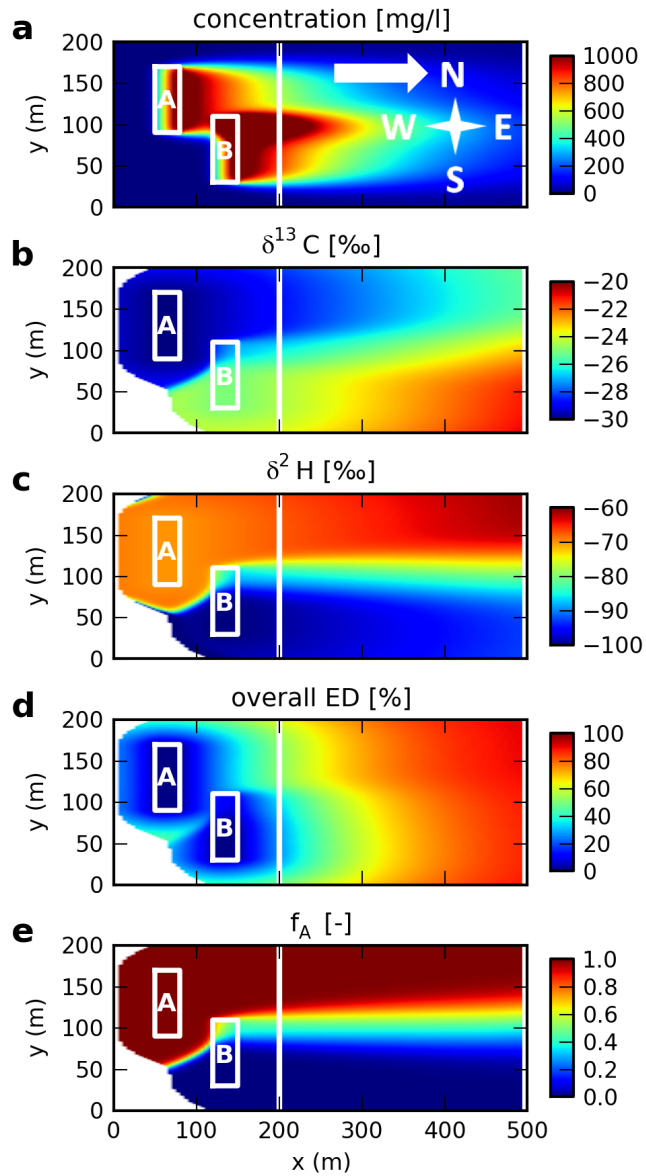 a
concentration [mg/l]
200
150
100
50
0
y (m)
A
B
N
W
E
S
1000
800
600
400
200
0
b
δ¹³ C [‰]
200
150
100
50
0
y (m)
A
B
−20
−22
−24
−26
−28
−30
c
δ² H [‰]
200
150
100
50
0
y (m)
A
B
−60
−70
−80
−90
−100
d
overall ED [%]
200
150
100
50
0
y (m)
A
B
100
80
60
40
20
0
e
f_A [-]
200
150
100
50
0
y (m)
A
B
1.0
0.8
0.6
0.4
0.2
0.0
0 100 200 300 400 500
x (m)